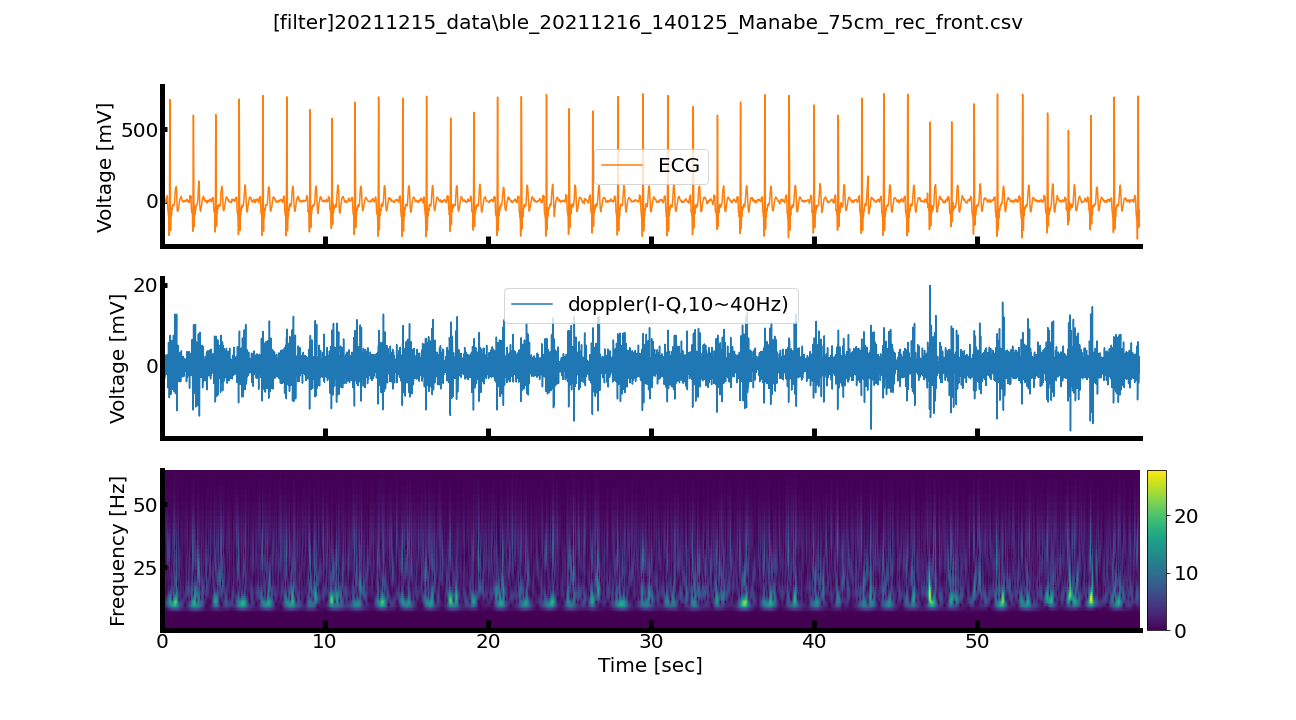 [filter]20211215_data\ble_20211216_140125_Manabe_75cm_rec_front.csv
Voltage [mV]
500
0
ECG
Voltage [mV]
20
0
doppler(I-Q,10~40Hz)
Frequency [Hz]
50
25
20
10
0
0 10 20 30 40 50
Time [sec]